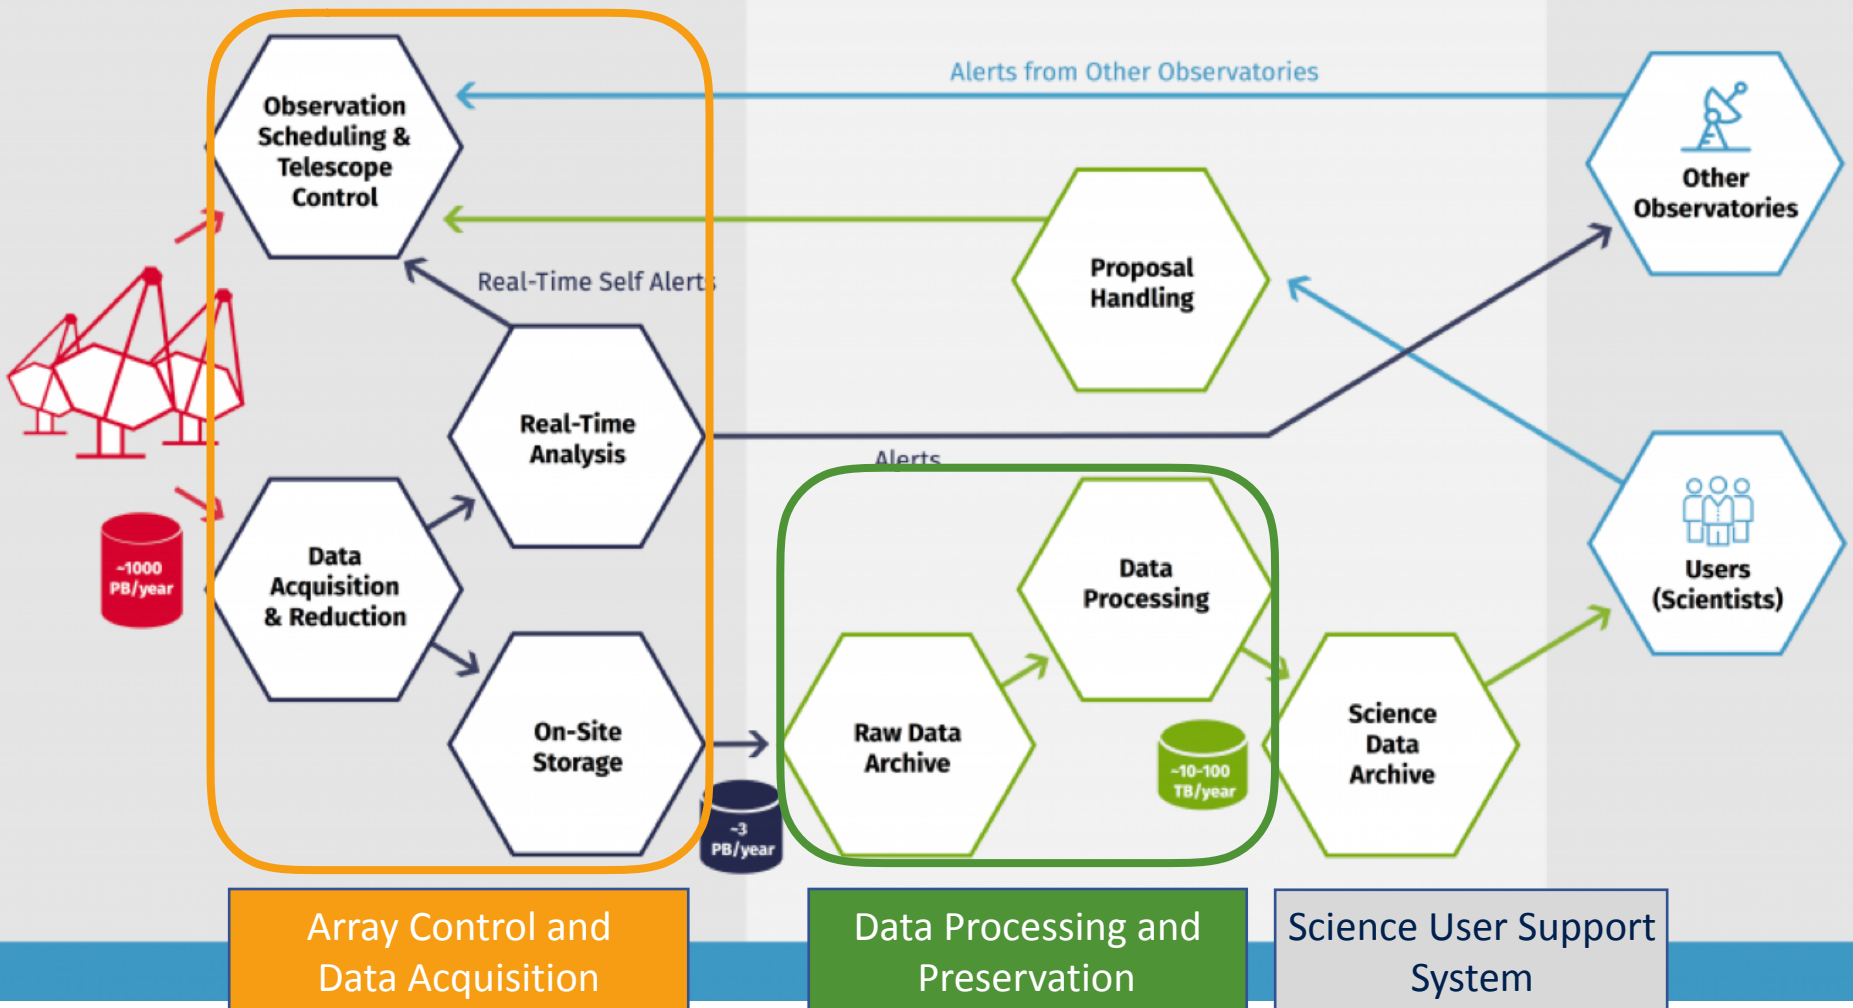 Alerts from Other Observatories
Observation
Scheduling &
Telescope
Control
Other
Observatories
Proposal
Handling
Real-Time Self Alerts
Real-Time
Analysis
Alerts
Data
Acquisition
& Reduction
~1000
PB/year
Data
Processing
Users
(Scientists)
On-Site
Storage
Raw Data
Archive
Science
Data
Archive
~10-100
TB/year
~3
PB/year
Array Control and
Data Acquisition
Data Processing and
Preservation
Science User Support
System